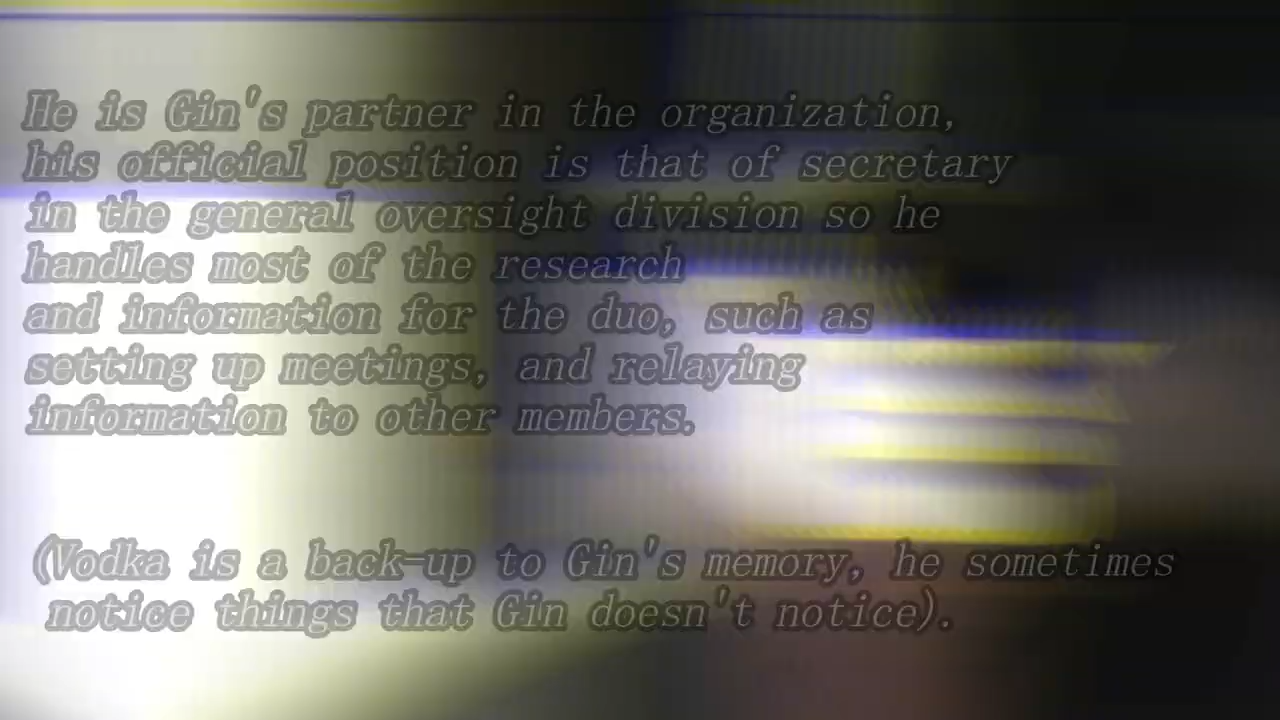 He is Gin's partner in the organization,
his official position is that of secretary
in the general oversight division so he
handles most of the research
and information for the duo, such as
setting up meetings, and relaying
information to other members.
(Vodka is a back-up to Gin's memory, he sometimes
notice things that Gin doesn't notice).